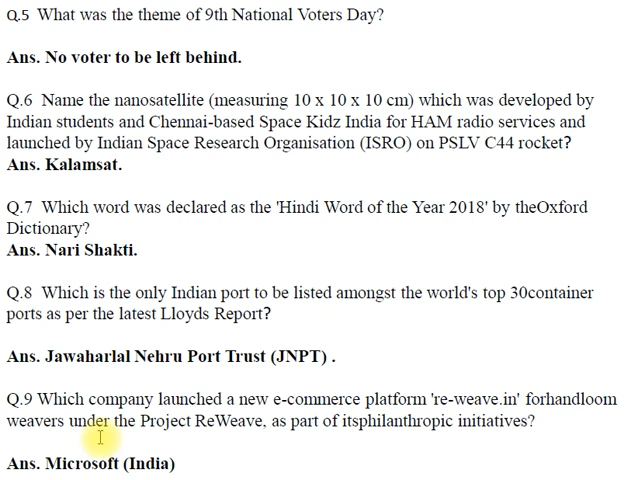 Q.5 What was the theme of 9th National Voters Day?
Ans. No voter to be left behind.
Q.6 Name the nanosatellite (measuring 10 x 10 x 10 cm) which was developed by
Indian students and Chennai-based Space Kidz India for HAM radio services and
launched by Indian Space Research Organisation (ISRO) on PSLV C44 rocket?
Ans. Kalamsat.
Q.7 Which word was declared as the 'Hindi Word of the Year 2018' by theOxford
Dictionary?
Ans. Nari Shakti.
Q.8 Which is the only Indian port to be listed amongst the world's top 30container
ports as per the latest Lloyds Report?
Ans. Jawaharlal Nehru Port Trust (JNPT) .
Q.9 Which company launched a new e-commerce platform 're-weave.in' forhandloom
weavers under the Project ReWeave, as part of itsphilanthropic initiatives?
Ans. Microsoft (India)